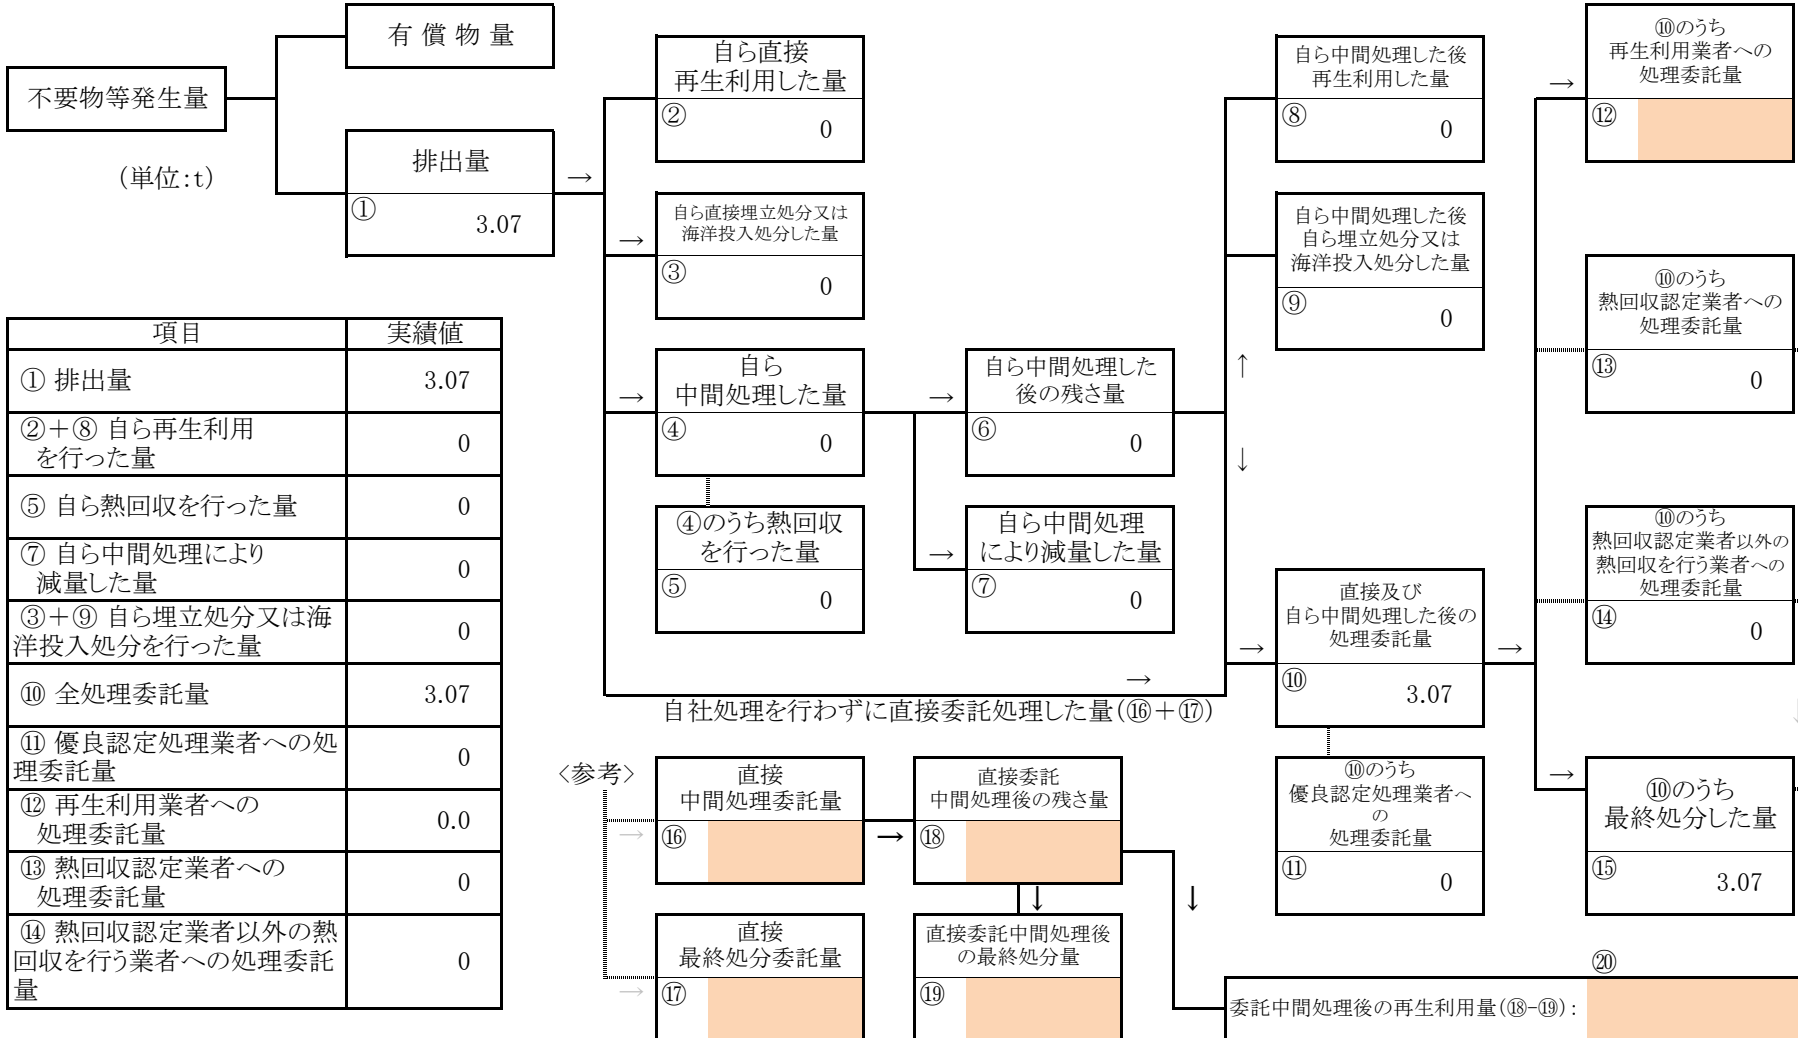 有償物量
不要物等発生量
(単位:t)
排出量
①
3.07
→
自ら直接
再生利用した量
②
0
→
自ら直接埋立処分又は
海洋投入処分した量
③
0
→
自ら
中間処理した量
④
0
④のうち熱回収
を行った量
⑤
0
→
自ら中間処理した
後の残さ量
⑥
0
→
自ら中間処理
により減量した量
⑦
0
自ら中間処理した後
再生利用した量
⑧
0
自ら中間処理した後
自ら埋立処分又は
海洋投入処分した量
⑨
0
↑
↓
→
自社処理を行わずに直接委託処理した量(⑯+⑰)
→
直接及び
自ら中間処理した後の
処理委託量
⑩
3.07
⑩のうち
優良認定処理業者へ
の
処理委託量
⑪
0
→
→
⑩のうち
再生利用業者への
処理委託量
⑫
⑩のうち
熱回収認定業者への
処理委託量
⑬
0
⑩のうち
熱回収認定業者以外の
熱回収を行う業者への
処理委託量
⑭
0
→
⑩のうち
最終処分した量
⑮
3.07
項目 実績値
① 排出量 3.07
②+⑧ 自ら再生利用
を行った量
0
⑤ 自ら熱回収を行った量 0
⑦ 自ら中間処理により
減量した量
0
③+⑨ 自ら埋立処分又は海
洋投入処分を行った量
0
⑩ 全処理委託量 3.07
⑪ 優良認定処理業者への処
理委託量
0
⑫ 再生利用業者への
処理委託量
0.0
⑬ 熱回収認定業者への
処理委託量
0
⑭ 熱回収認定業者以外の熱
回収を行う業者への処理委託
量
0
<参考>
→
直接
中間処理委託量
⑯
→
直接委託
中間処理後の残さ量
⑱
↓
↓
→
直接
最終処分委託量
⑰
直接委託中間処理後
の最終処分量
⑲
⑳
委託中間処理後の再生利用量(⑱-⑲):